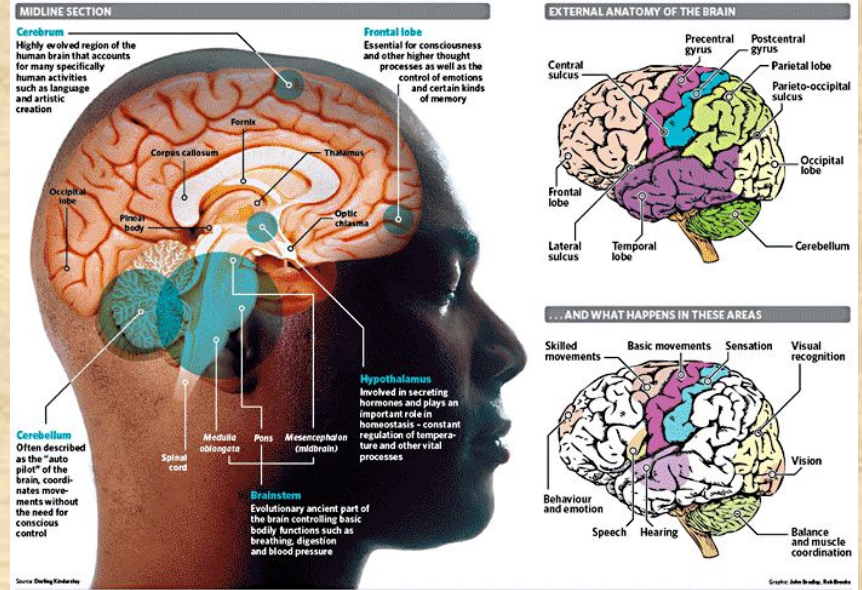 MIDLINE SECTION
Cerebrum
Highly evolved region of the
human brain that accounts
for many specifically
human activities
such as language
and artistic
creation
Frontal lobe
Essential for consciousness
and other higher thought
processes as well as the
control of emotions
and certain kinds
of memory
Fornix
Corpus callosum
Thalamus
Occipital
lobe
Pineal
body
Optic
chiasma
Hypothalamus
Involved in secreting
hormones and plays an
important role in
homeostasis – constant
regulation of tempera-
ture and other vital
processes
Cerebellum
Often described
as the “auto
pilot” of the
brain, coordi-
nates move-
ments without
the need for
conscious
control
Spinal
cord
Medulla
oblongata
Pons
Mesencephalon
(midbrain)
Brainstem
Evolutionary ancient part of
the brain controlling basic
bodily functions such as
breathing, digestion
and blood pressure
Source: Dorling Kindersley
EXTERNAL ANATOMY OF THE BRAIN
Precentral
gyrus
Postcentral
gyrus
Central
sulcus
Parietal lobe
Parieto-occipital
sulcus
Occipital
lobe
Frontal
lobe
Lateral
sulcus
Temporal
lobe
Cerebellum
. . . AND WHAT HAPPENS IN THESE AREAS
Skilled
movements
Basic movements
Sensation
Visual
recognition
Vision
Behaviour
and emotion
Speech
Hearing
Balance
and muscle
coordination
Graphic: John Bradley, Rob Brooks